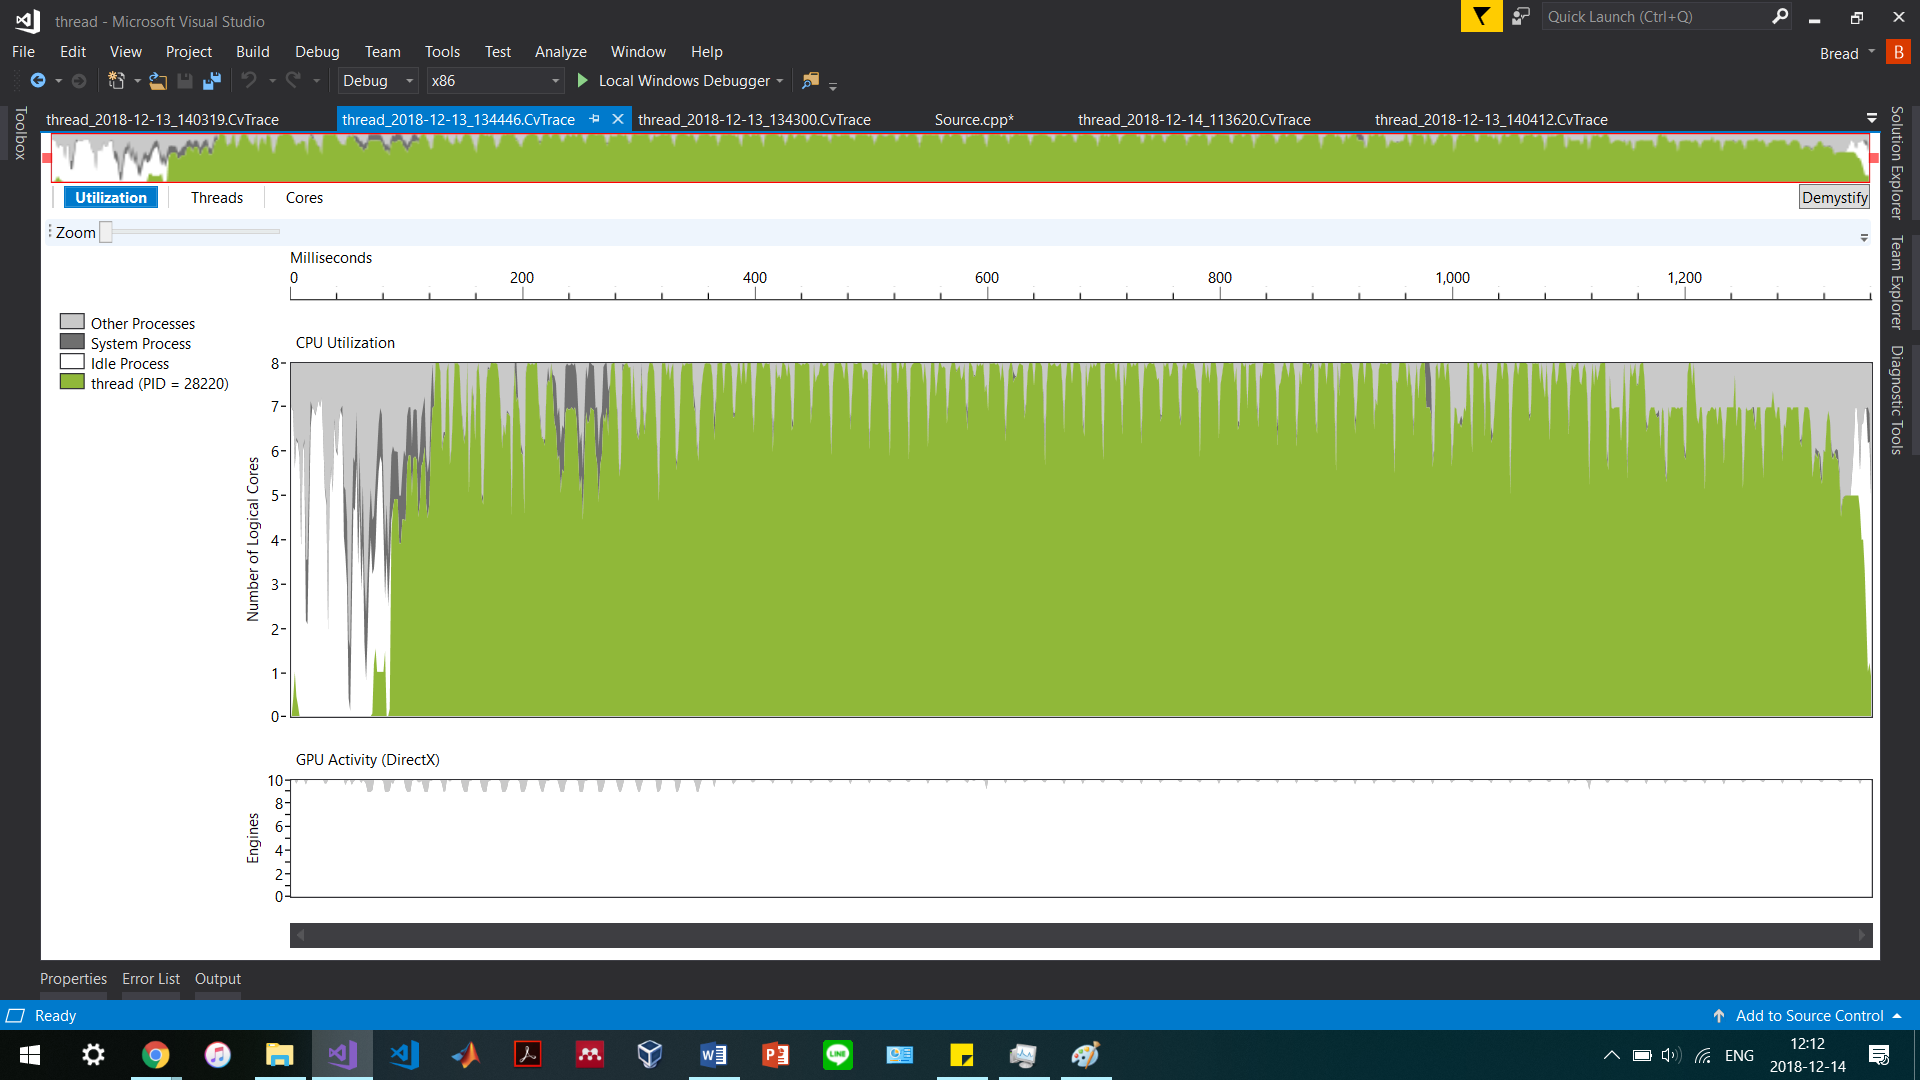 thread - Microsoft Visual Studio
Quick Launch (Ctrl+Q)
File Edit View Project Build Debug Team Tools Test Analyze Window Help
Bread B
Debug x86 Local Windows Debugger
Toolbox
thread_2018-12-13_140319.CvTrace thread_2018-12-13_134446.CvTrace thread_2018-12-13_134300.CvTrace Source.cpp* thread_2018-12-14_113620.CvTrace thread_2018-12-13_140412.CvTrace
Solution Explorer
Team Explorer
Diagnostic Tools
Utilization Threads Cores Demystify
Zoom
Milliseconds
0 200 400 600 800 1,000 1,200
Other Processes
System Process
Idle Process
thread (PID = 28220)
CPU Utilization
Number of Logical Cores
8
7
6
5
4
3
2
1
0
GPU Activity (DirectX)
Engines
10
8
6
4
2
0
Properties Error List Output
Ready Add to Source Control
LINE
ENG
12:12
2018-12-14